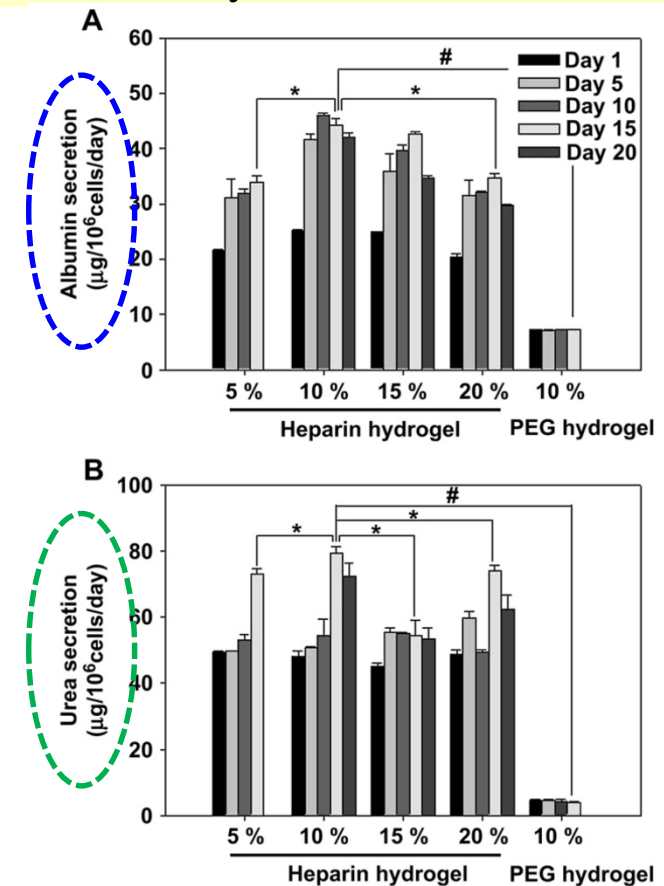 A
60
50
40
30
20
10
0
Albumin secretion
(μg/10⁶cells/day)
#
*
*
Day 1
Day 5
Day 10
Day 15
Day 20
5 % 10 % 15 % 20 % 10 %
Heparin hydrogel PEG hydrogel
B
100
80
60
40
20
0
Urea secretion
(μg/10⁶cells/day)
#
*
*
*
5 % 10 % 15 % 20 % 10 %
Heparin hydrogel PEG hydrogel